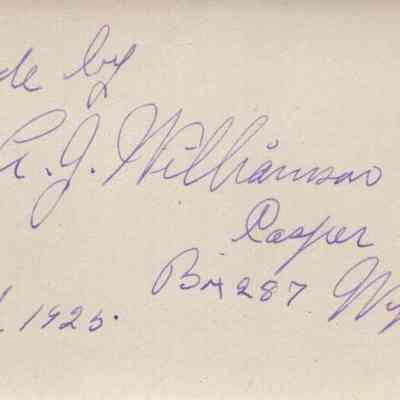 de by
G. J. Williamson
Casper
Bx 287 Wy
1925.